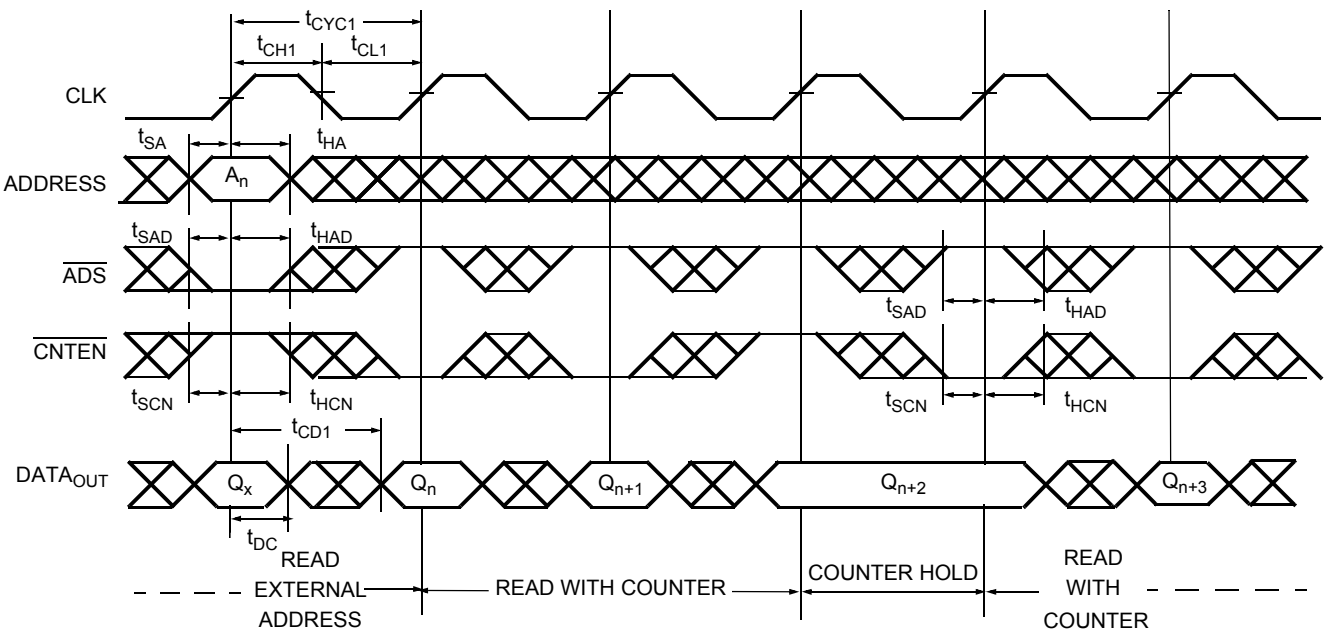 tCYC1
tCH1 tCL1
CLK
tSA tHA
ADDRESS An
tSAD tHAD
ADS
tSAD tHAD
CNTEN
tSCN tHCN tSCN tHCN
tCD1
DATAOUT Qx Qn Qn+1 Qn+2 Qn+3
tDC
READ
EXTERNAL
ADDRESS
READ WITH COUNTER
COUNTER HOLD
READ
WITH
COUNTER